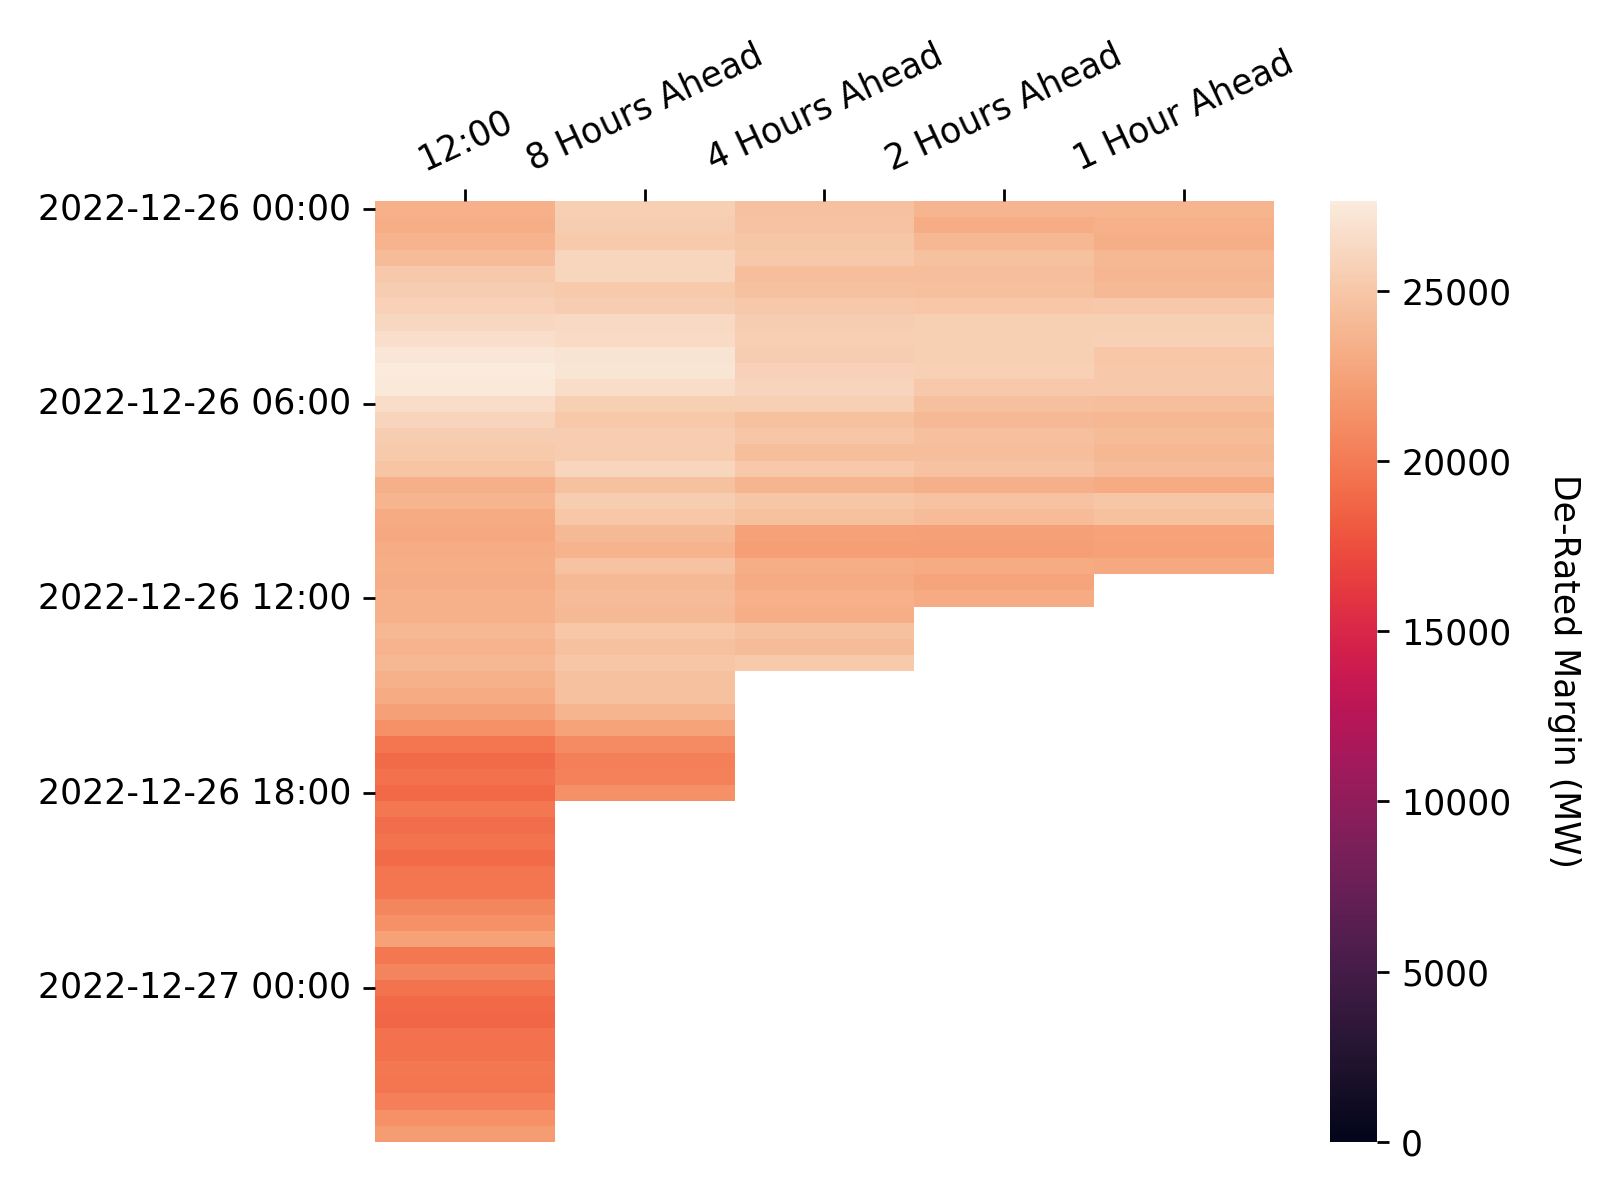 12:00
8 Hours Ahead
4 Hours Ahead
2 Hours Ahead
1 Hour Ahead
2022-12-26 00:00
2022-12-26 06:00
2022-12-26 12:00
2022-12-26 18:00
2022-12-27 00:00
25000
20000
15000
10000
5000
0
De-Rated Margin (MW)